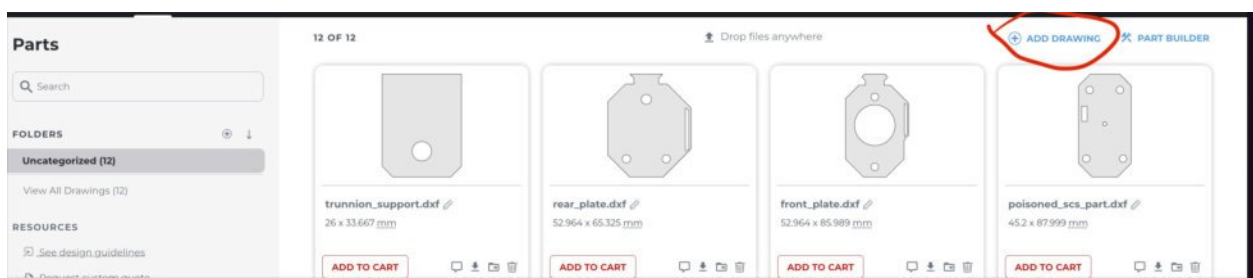 Parts
Search
FOLDERS
Uncategorized (12)
View All Drawings (12)
RESOURCES
See design guidelines
Request custom quote
12 OF 12
Drop files anywhere
ADD DRAWING
PART BUILDER
trunnion_support.dxf
26 x 33.667 mm
ADD TO CART
rear_plate.dxf
52.964 x 65.325 mm
ADD TO CART
front_plate.dxf
52.964 x 85.989 mm
ADD TO CART
poisoned_scs_part.dxf
45.2 x 87.999 mm
ADD TO CART